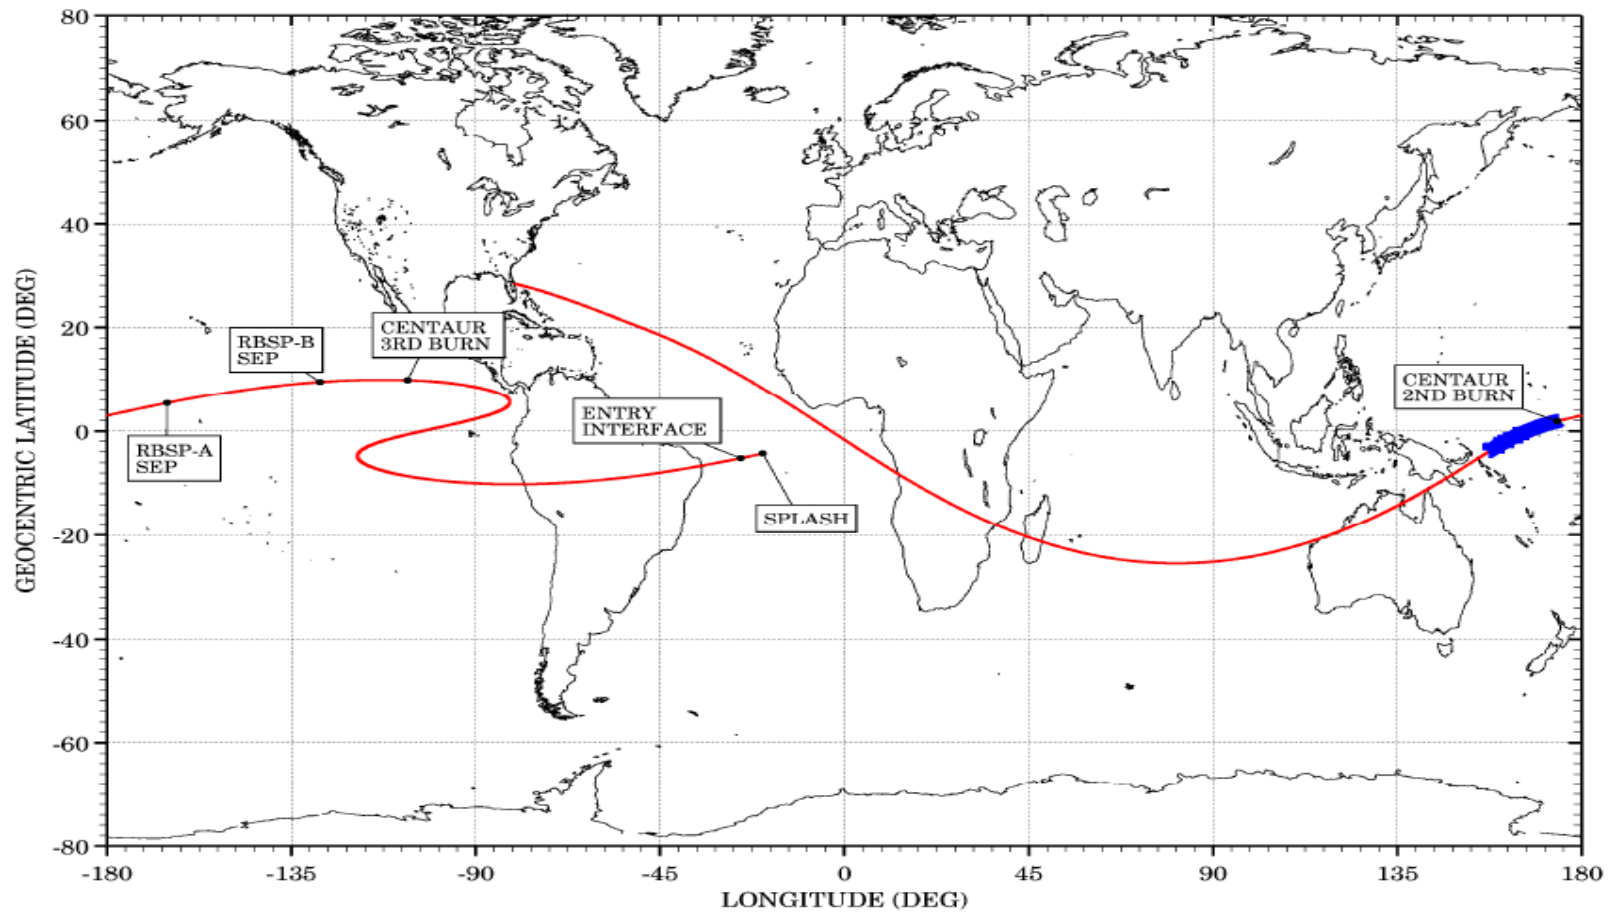 80
60
40
20
0
-20
-40
-60
-80
GEOCENTRIC LATITUDE (DEG)
RBSP-B
SEP
CENTAUR
3RD BURN
RBSP-A
SEP
ENTRY
INTERFACE
SPLASH
CENTAUR
2ND BURN
-180
-135
-90
-45
0
45
90
135
180
LONGITUDE (DEG)